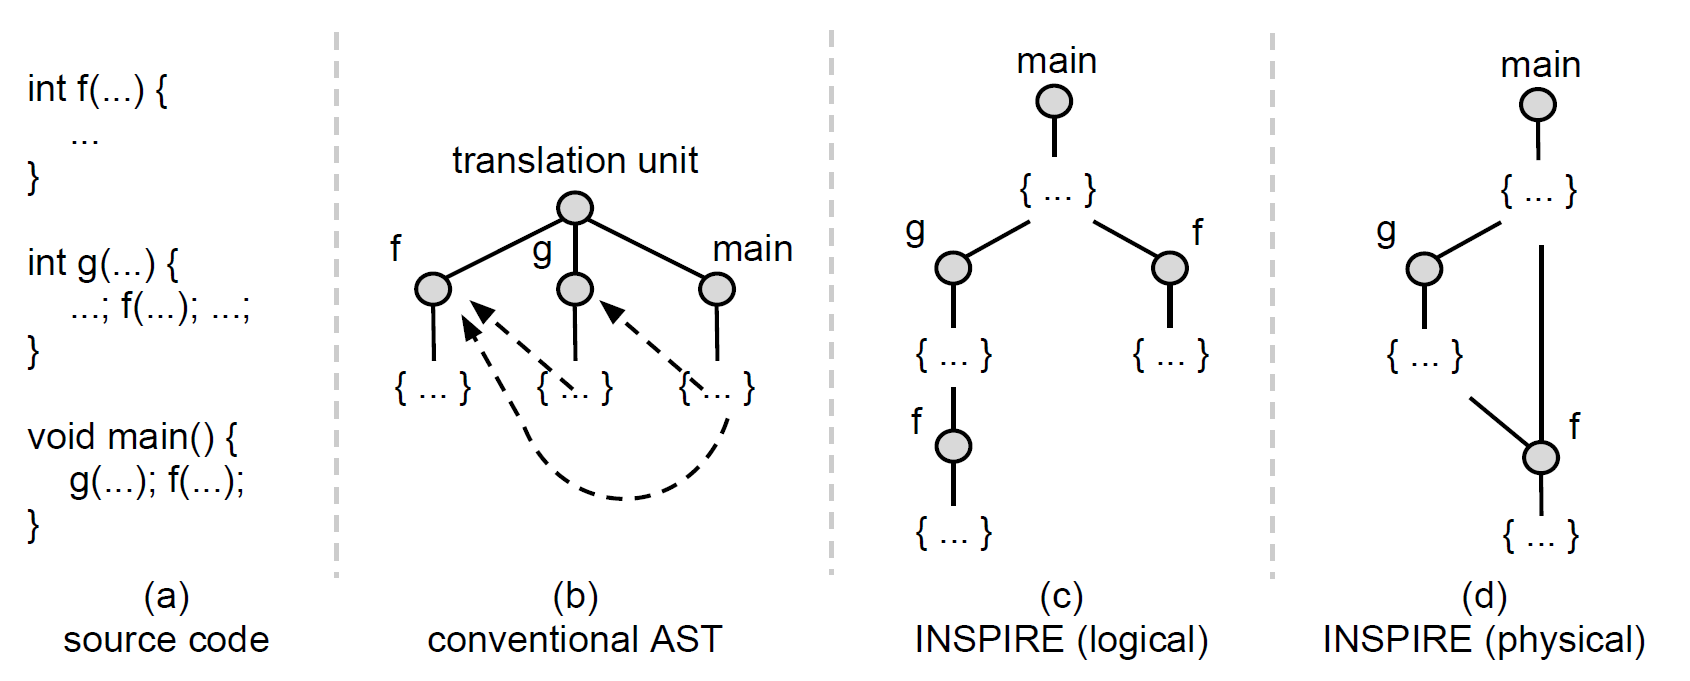 int f(...) {
...
}
int g(...) {
...; f(...); ...;
}
void main() {
g(...); f(...);
}
(a)
source code
translation unit
f
g
main
{ ... }
{ ... }
{ ... }
(b)
conventional AST
main
{ ... }
g
f
{ ... }
{ ... }
f
{ ... }
(c)
INSPIRE (logical)
main
{ ... }
g
{ ... }
f
{ ... }
(d)
INSPIRE (physical)